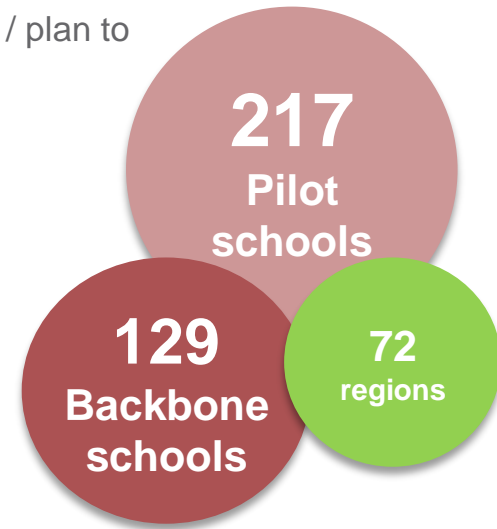 / plan to
217
Pilot
schools
129
Backbone
schools
72
regions